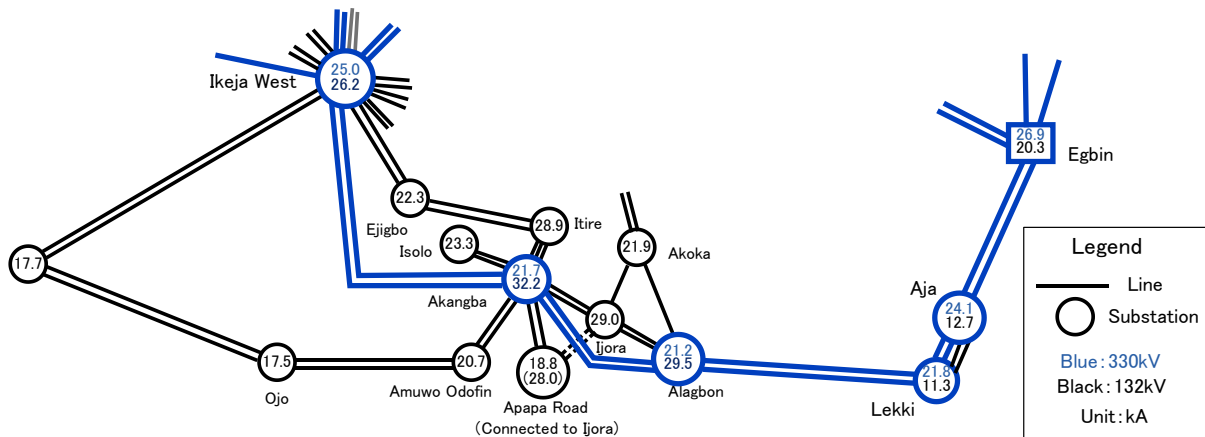 25.0
26.2
Ikeja West
26.9
20.3
Egbin
22.3
Ejigbo
28.9
Itire
23.3
Isolo
21.9
Akoka
17.7
21.7
32.2
Akangba
29.0
Ijora
Aja
24.1
12.7
17.5
Ojo
20.7
Amuwo Odofin
18.8
(28.0)
Apapa Road
(Connected to Ijora)
21.2
29.5
Alagbon
21.8
11.3
Lekki
Legend
Line
Substation
Blue：330kV
Black：132kV
Unit：kA